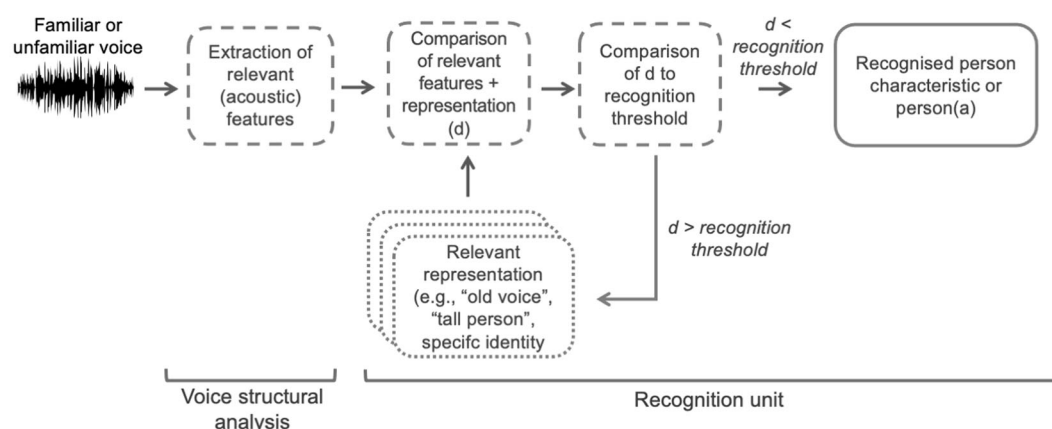 Familiar or
unfamiliar voice
Extraction of
relevant
(acoustic)
features
Comparison
of relevant
features +
representation
(d)
Comparison
of d to
recognition
threshold
d <
recognition
threshold
Recognised person
characteristic or
person(a)
d > recognition
threshold
Relevant
representation
(e.g., “old voice”,
“tall person”,
specifc identity
Voice structural
analysis
Recognition unit